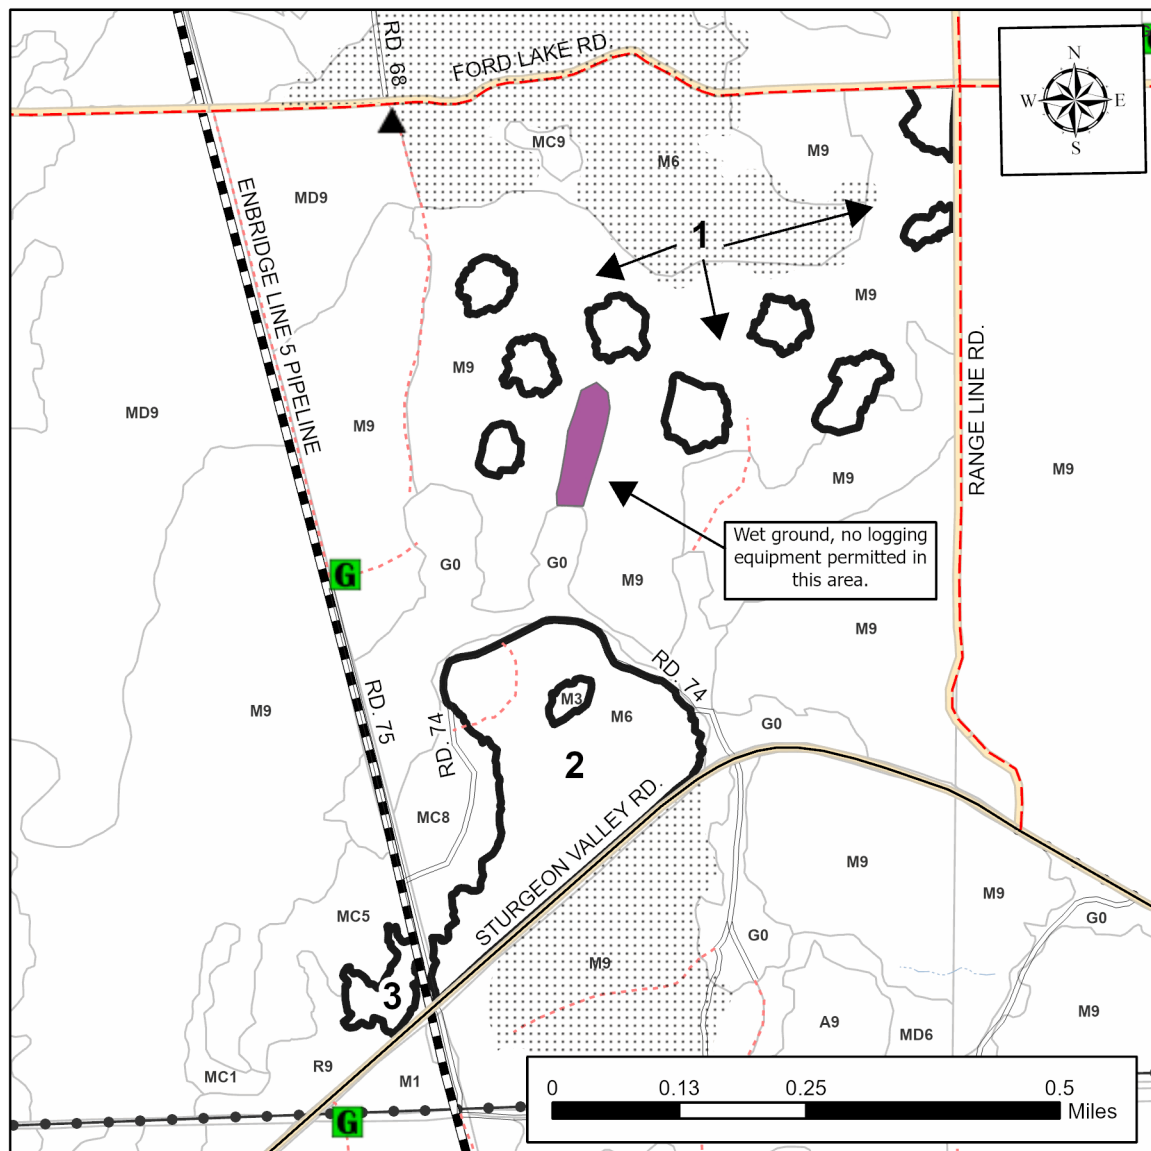 RD. 68
FORD LAKE RD
N
W
E
S
MC9
M6
M9
MD9
1
ENBRIDGE LINE 5 PIPELINE
M9
RANGE LINE RD.
M9
MD9
M9
M9
M9
Wet ground, no logging
equipment permitted in
this area.
G
G0
G0
M9
M9
RD. 74
M3
M9
M6
RD. 75
G0
RD. 74
2
MC8
STURGEON VALLEY RD.
M9
M9
MC5
G0
G0
M9
3
M9
A9
MD6
R9
MC1
M1
0
0.13
0.25
0.5
Miles
G